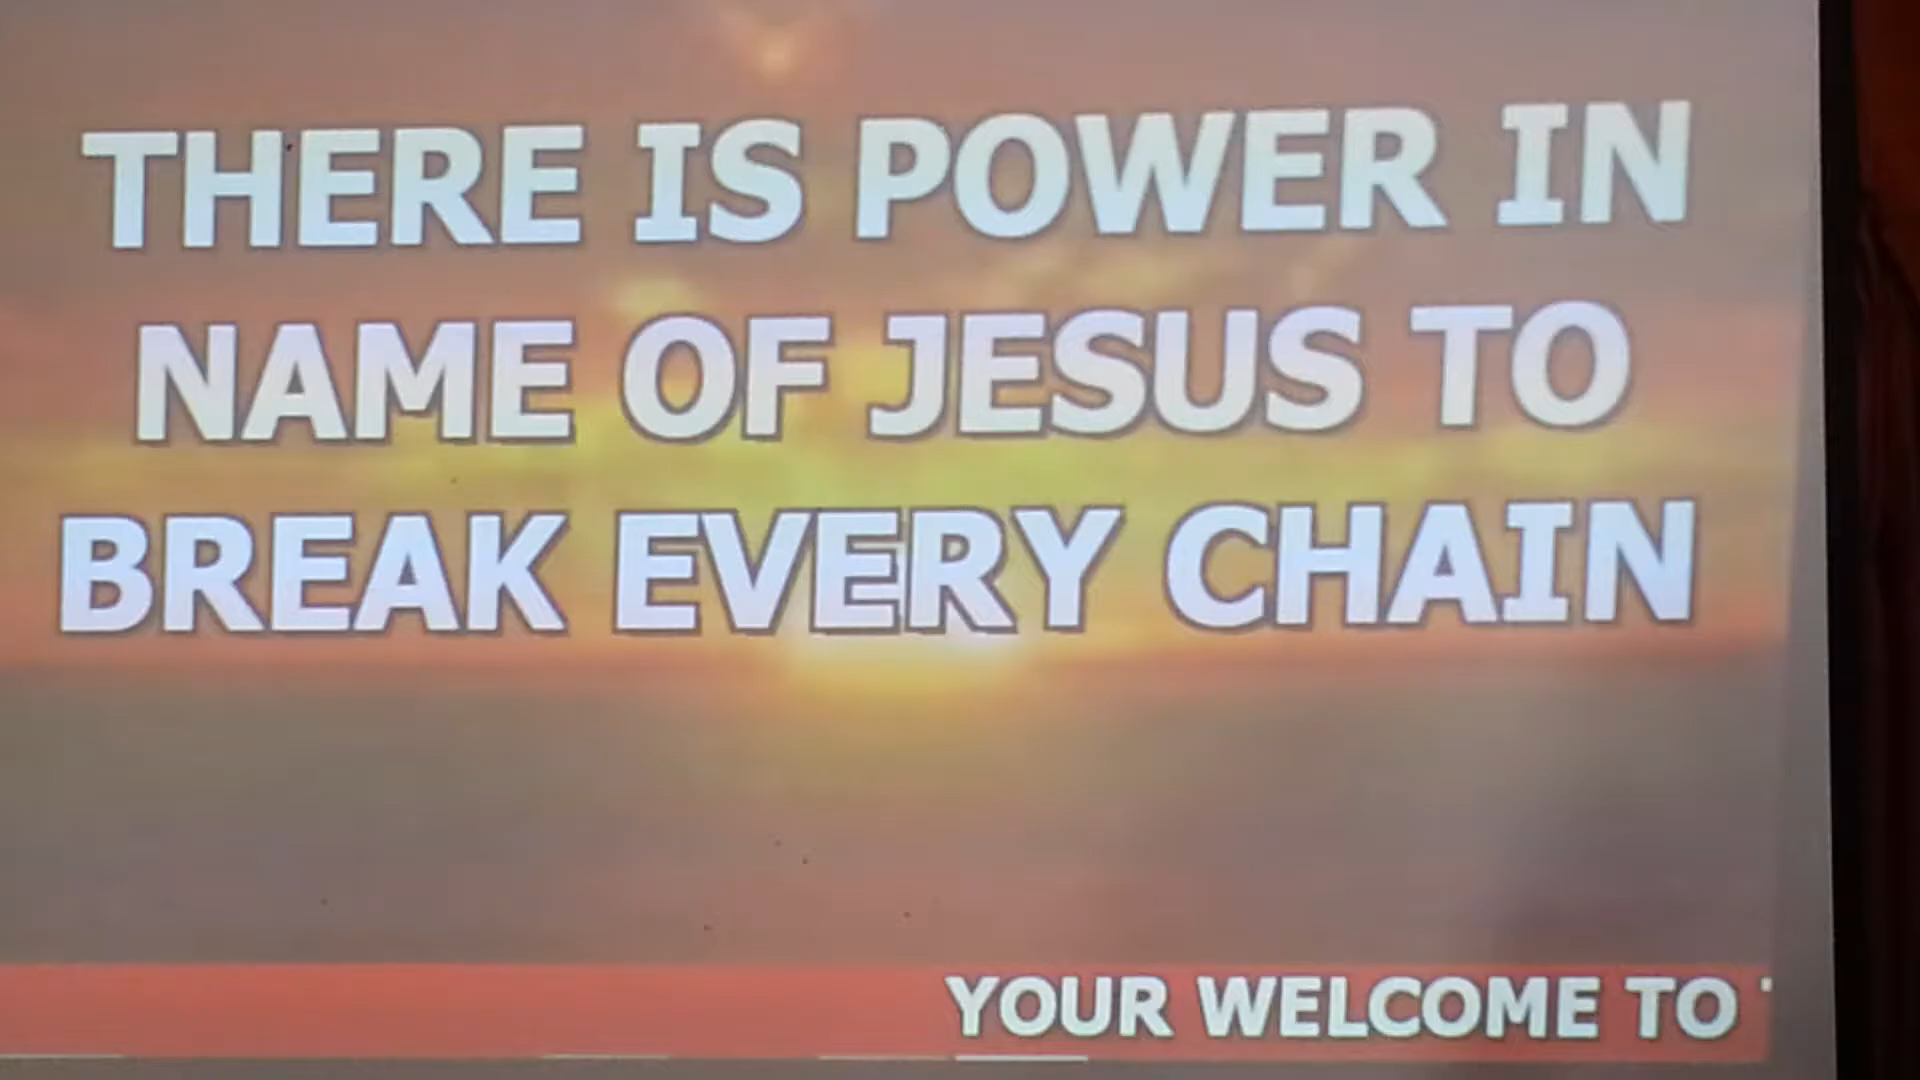 THERE IS POWER IN
NAME OF JESUS TO
BREAK EVERY CHAIN
YOUR WELCOME TO